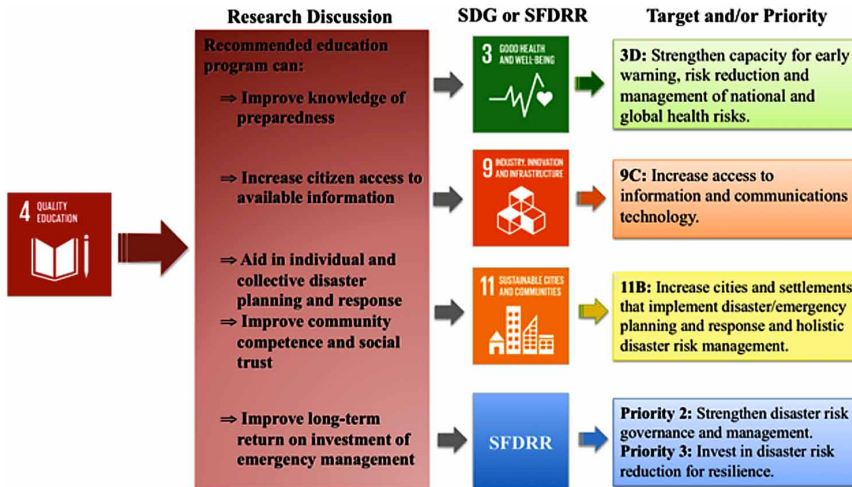 Research Discussion
SDG or SFDRR
Target and/or Priority
4 QUALITY
EDUCATION
Recommended education
program can:
⇒ Improve knowledge of
preparedness
⇒ Increase citizen access to
available information
⇒ Aid in individual and
collective disaster
planning and response
⇒ Improve community
competence and social
trust
⇒ Improve long-term
return on investment of
emergency management
3 GOOD HEALTH
AND WELL-BEING
3D: Strengthen capacity for early
warning, risk reduction and
management of national and
global health risks.
9 INDUSTRY, INNOVATION
AND INFRASTRUCTURE
9C: Increase access to
information and communications
technology.
11 SUSTAINABLE CITIES
AND COMMUNITIES
11B: Increase cities and settlements
that implement disaster/emergency
planning and response and holistic
disaster risk management.
SFDRR
Priority 2: Strengthen disaster risk
governance and management.
Priority 3: Invest in disaster risk
reduction for resilience.